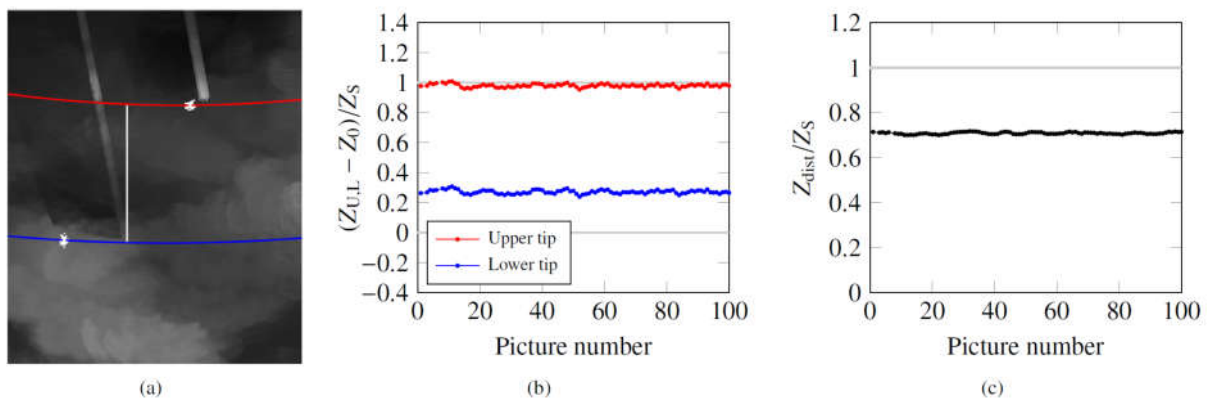 1.4
1.2
1
0.8
0.6
0.4
0.2
0
−0.2
−0.4
(Z_{U,L} − Z_0)/Z_S
Upper tip
Lower tip
0 20 40 60 80 100
Picture number
1.2
1
0.8
0.6
0.4
0.2
0
Z_{dist}/Z_S
0 20 40 60 80 100
Picture number
(a) (b) (c)